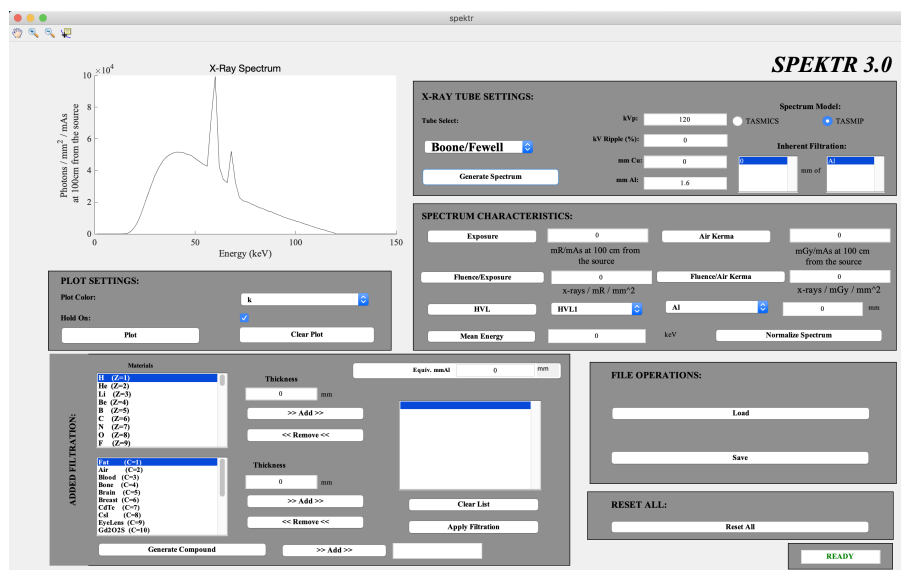 spektr
SPEKTR 3.0
X-Ray Spectrum
×10^4
10
8
6
4
2
0
0
50
100
150
Photons / mm^2 / mAs
at 100cm from the source
Energy (keV)
X-RAY TUBE SETTINGS:
Tube Select:
Boone/Fewell
Generate Spectrum
kVp:
120
kV Ripple (%):
0
mm Cu:
0
mm Al:
1.6
Spectrum Model:
TASMICS
TASMIP
Inherent Filtration:
0
mm of
Al
SPECTRUM CHARACTERISTICS:
Exposure
0
mR/mAs at 100 cm from
the source
Air Kerma
0
mGy/mAs at 100 cm
from the source
Fluence/Exposure
0
x-rays / mR / mm^2
Fluence/Air Kerma
0
x-rays / mGy / mm^2
HVL
HVL1
Al
0
mm
Mean Energy
0
keV
Normalize Spectrum
PLOT SETTINGS:
Plot Color:
k
Hold On:
Plot
Clear Plot
ADDED FILTRATION:
Materials
H (Z=1)
He (Z=2)
Li (Z=3)
Be (Z=4)
B (Z=5)
C (Z=6)
N (Z=7)
O (Z=8)
F (Z=9)
Thickness
0
mm
>> Add >>
<< Remove <<
Fat (C=1)
Air (C=2)
Blood (C=3)
Bone (C=4)
Brain (C=5)
Breast (C=6)
CdTe (C=7)
CsI (C=8)
EyeLens (C=9)
Gd2O2S (C=10)
Thickness
0
mm
>> Add >>
<< Remove <<
Generate Compound
>> Add >>
Equiv. mmAl
0
mm
Clear List
Apply Filtration
FILE OPERATIONS:
Load
Save
RESET ALL:
Reset All
READY